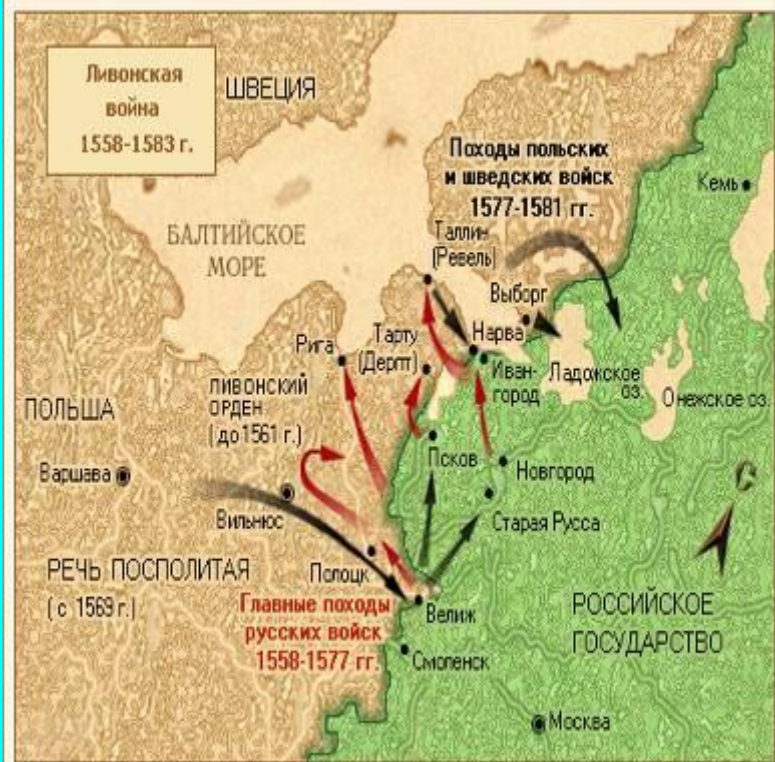 Ливонская
война
1558-1583 г.
ШВЕЦИЯ
Походы польских
и шведских войск
1577-1581 гг.
Кемь
БАЛТИЙСКОЕ
МОРЕ
Таллин
(Ревель)
Выборг
Нарва
Рига
Тарту
(Дерпт)
Иван-
город
Ладожское
оз.
Онежское оз.
ЛИВОНСКИЙ
ОРДЕН
(до 1561 г.)
ПОЛЬША
Варшава
Вильнюс
Псков
Новгород
Старая Русса
С
РЕЧЬ ПОСПОЛИТАЯ
(с 1569 г.)
Полоцк
Главные походы
русских войск
1558-1577 гг.
Велиж
Смоленск
РОССИЙСКОЕ
ГОСУДАРСТВО
Москва